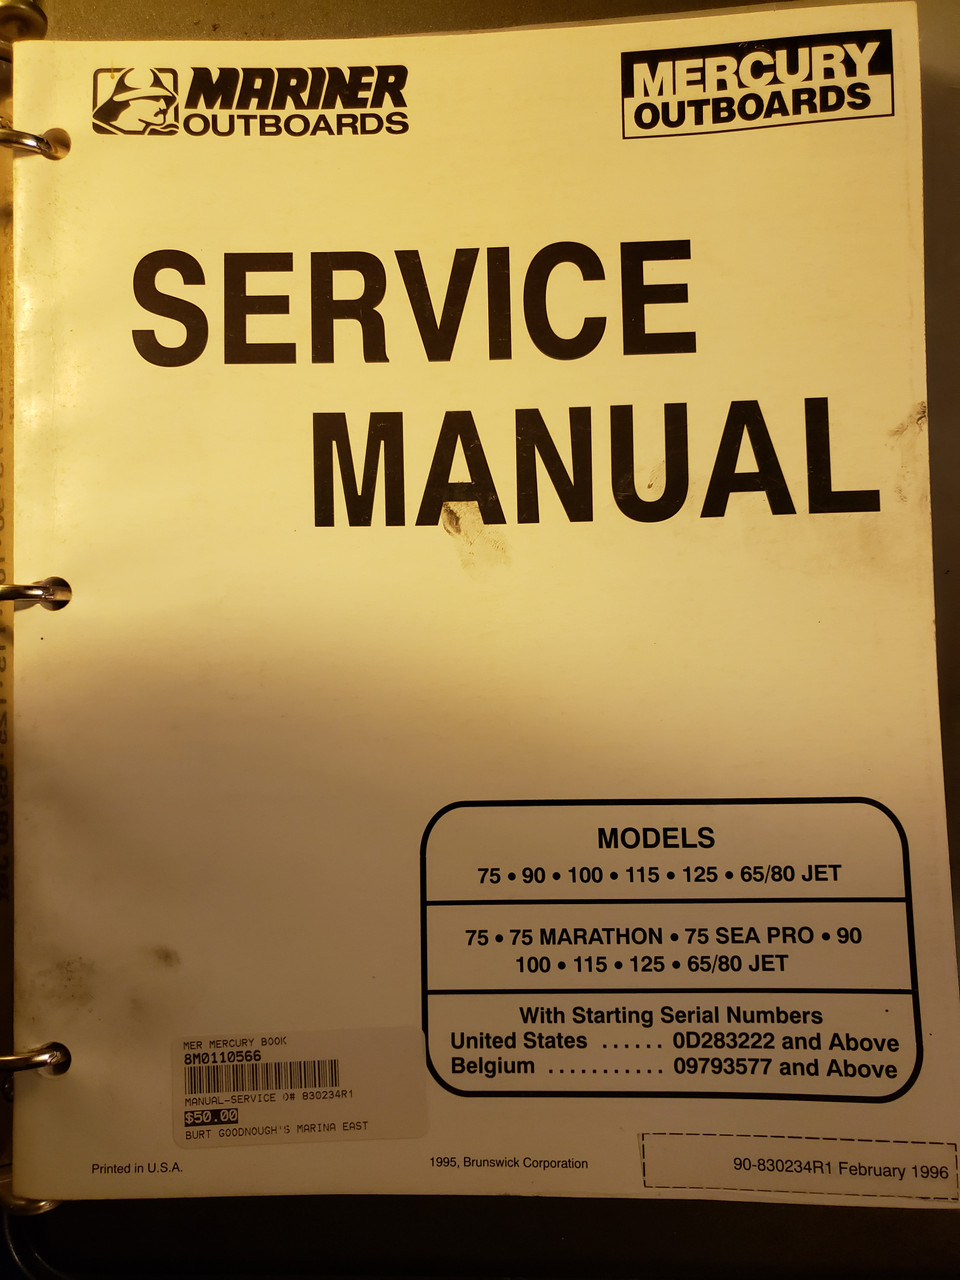 MARINER
OUTBOARDS
MERCURY
OUTBOARDS
SERVICE
MANUAL
MODELS
75 • 90 • 100 • 115 • 125 • 65/80 JET
75 • 75 MARATHON • 75 SEA PRO • 90
100 • 115 • 125 • 65/80 JET
With Starting Serial Numbers
United States ...... 0D283222 and Above
Belgium ........... 09793577 and Above
MER MERCURY BOOK
8M0110566
MANUAL-SERVICE O# 830234R1
$50.00
BURT GOODNOUGH'S MARINA EAST
Printed in U.S.A.
1995, Brunswick Corporation
90-830234R1 February 1996